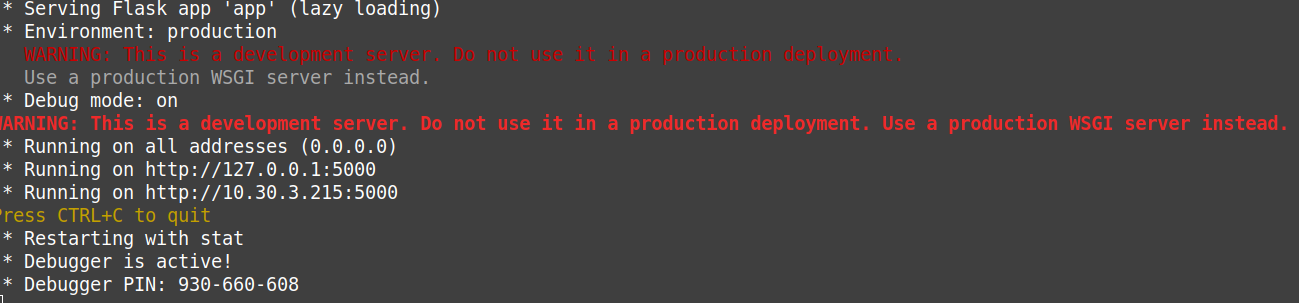 * Serving Flask app 'app' (lazy loading)
* Environment: production
WARNING: This is a development server. Do not use it in a production deployment.
Use a production WSGI server instead.
* Debug mode: on
WARNING: This is a development server. Do not use it in a production deployment. Use a production WSGI server instead.
* Running on all addresses (0.0.0.0)
* Running on http://127.0.0.1:5000
* Running on http://10.30.3.215:5000
Press CTRL+C to quit
* Restarting with stat
* Debugger is active!
* Debugger PIN: 930-660-608